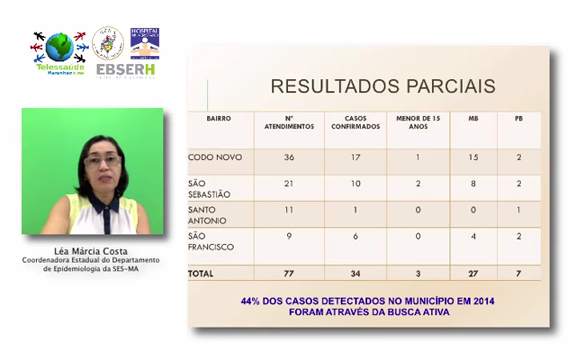 HOSPITAL
Telessaúde
EBSERH
Léa Márcia Costa
Coordenadora Estadual do Departamento
de Epidemiologia da SES-MA
RESULTADOS PARCIAIS
BAIRRO Nº ATENDIMENTOS CASOS CONFIRMADOS MENOR DE 15 ANOS MB PB
CODO NOVO 36 17 1 15 2
SÃO SEBASTIÃO 21 10 2 8 2
SANTO ANTONIO 11 1 0 0 1
SÃO FRANCISCO 9 6 0 4 2
TOTAL 77 34 3 27 7
44% DOS CASOS DETECTADOS NO MUNICÍPIO EM 2014
FORAM ATRAVÉS DA BUSCA ATIVA